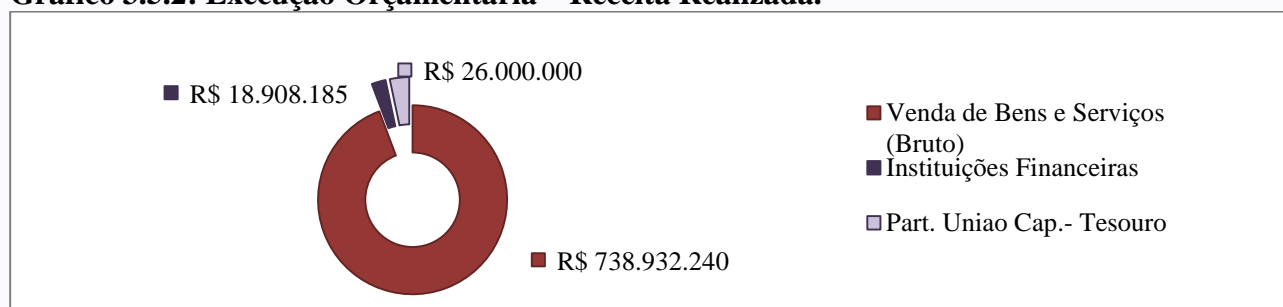 Gráfico 5.5.2: Execução Orçamentária – Receita Realizada.
R$ 26.000.000
R$ 18.908.185
Venda de Bens e Serviços
(Bruto)
Instituições Financeiras
Part. Uniao Cap.- Tesouro
R$ 738.932.240